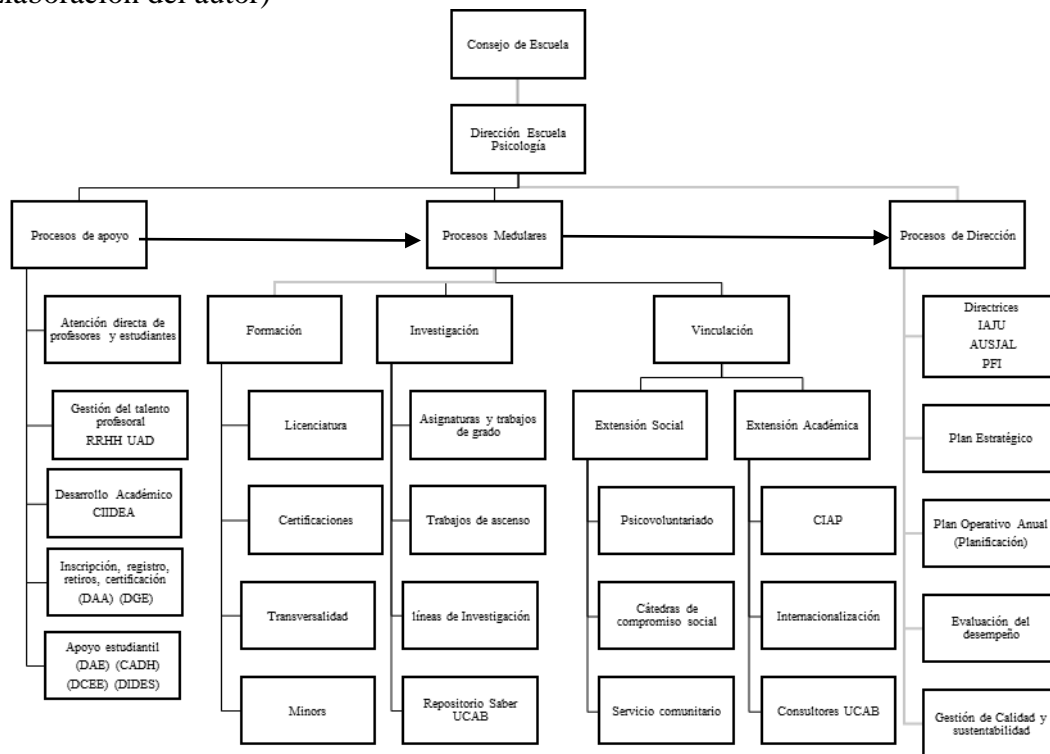 laboración del autor)
Consejo de Escuela
Dirección Escuela
Psicología
Procesos de apoyo
Procesos Medulares
Procesos de Dirección
Atención directa de
profesores y estudiantes
Gestión del talento
profesoral
RRHH UAD
Desarrollo Académico
CIIDEA
Inscripción, registro,
retiros, certificación
(DAA) (DGE)
Apoyo estudiantil
(DAE) (CADH)
(DCEE) (DIDES)
Formación
Licenciatura
Certificaciones
Transversalidad
Minors
Investigación
Asignaturas y trabajos
de grado
Trabajos de ascenso
líneas de Investigación
Repositorio Saber
UCAB
Vinculación
Extensión Social
Psicovoluntariado
Cátedras de
compromiso social
Servicio comunitario
Extensión Académica
CIAP
Internacionalización
Consultores UCAB
Directrices
IAJU
AUSJAL
PFI
Plan Estratégico
Plan Operativo Anual
(Planificación)
Evaluación del
desempeño
Gestión de Calidad y
sustentabilidad